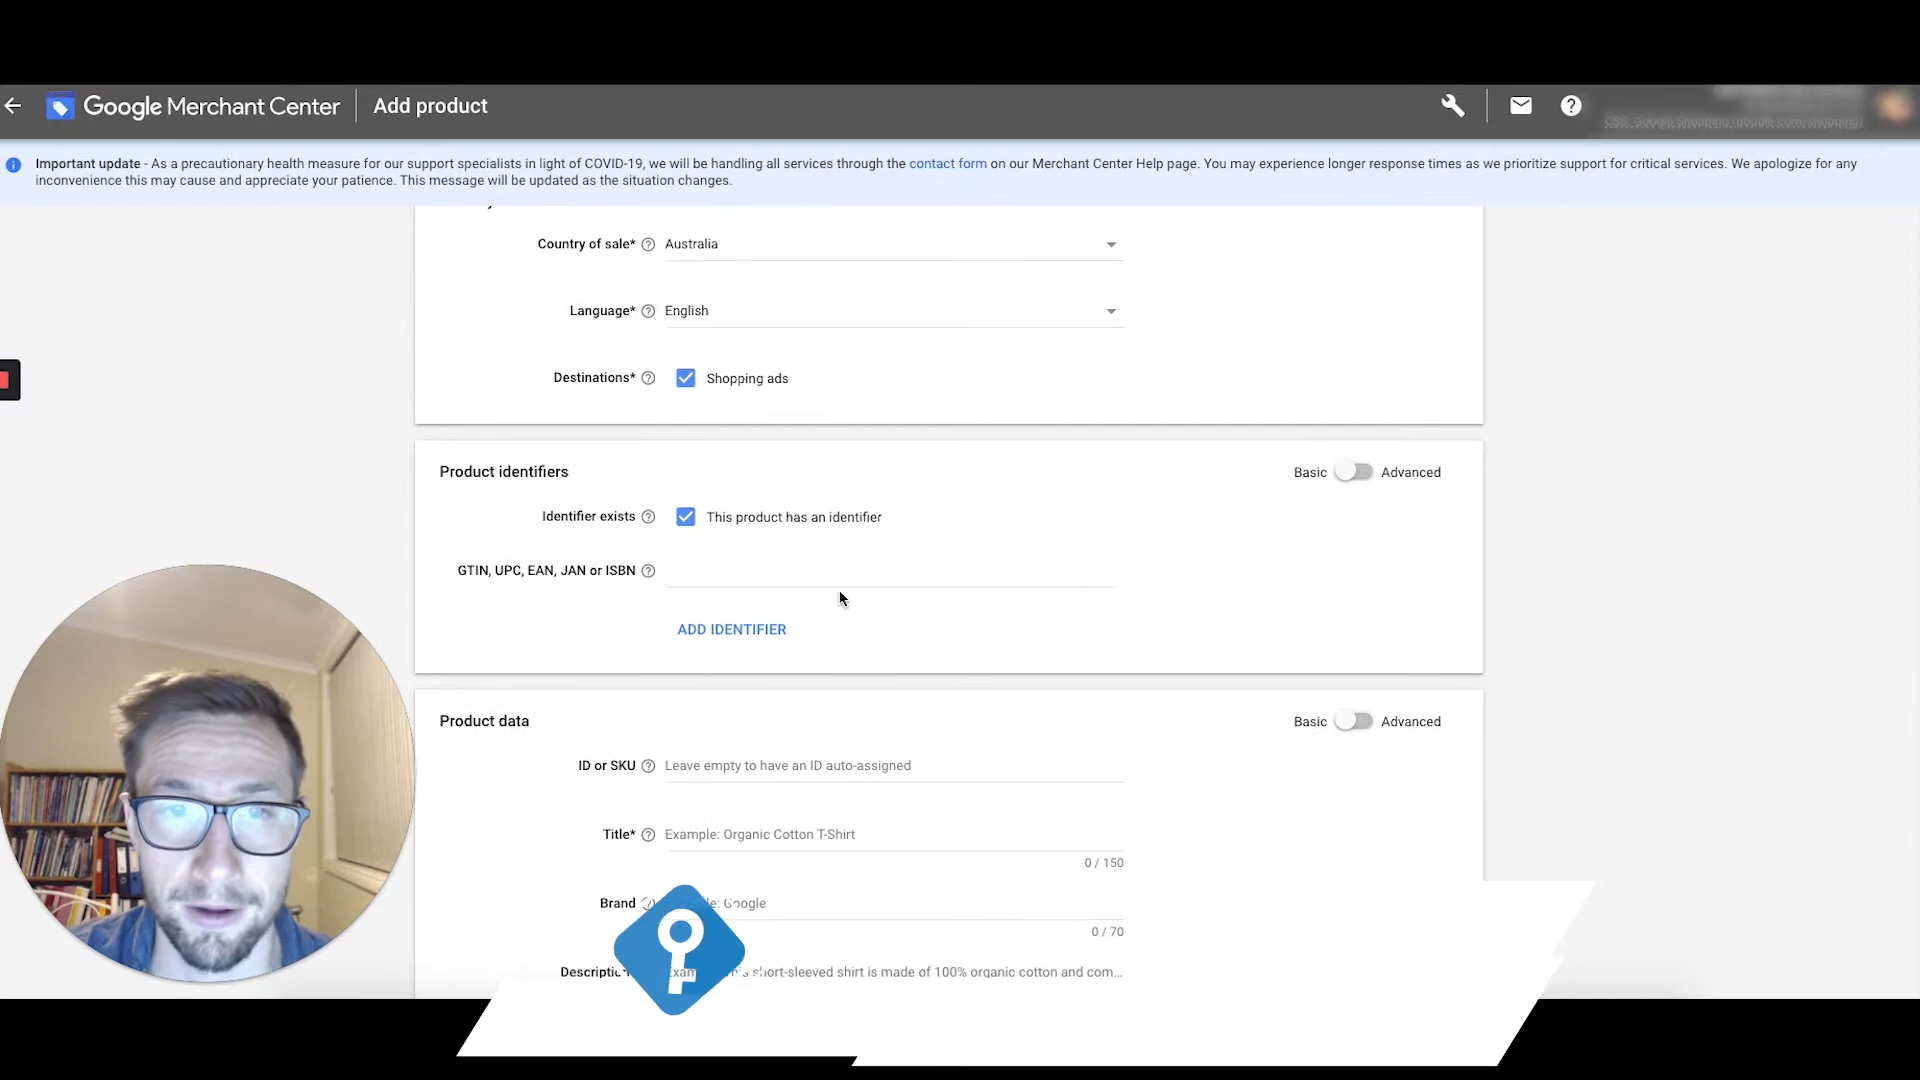 Google Merchant Center
Add product
Important update - As a precautionary health measure for our support specialists in light of COVID-19, we will be handling all services through the contact form on our Merchant Center Help page. You may experience longer response times as we prioritize support for critical services. We apologize for any
inconvenience this may cause and appreciate your patience. This message will be updated as the situation changes.
Country of sale* Australia
Language* English
Destinations* Shopping ads
Product identifiers Basic Advanced
Identifier exists This product has an identifier
GTIN, UPC, EAN, JAN or ISBN
ADD IDENTIFIER
Product data Basic Advanced
ID or SKU Leave empty to have an ID auto-assigned
Title* Example: Organic Cotton T-Shirt
0 / 150
Brand Google
0 / 70
short-sleeved shirt is made of 100% organic cotton and com...